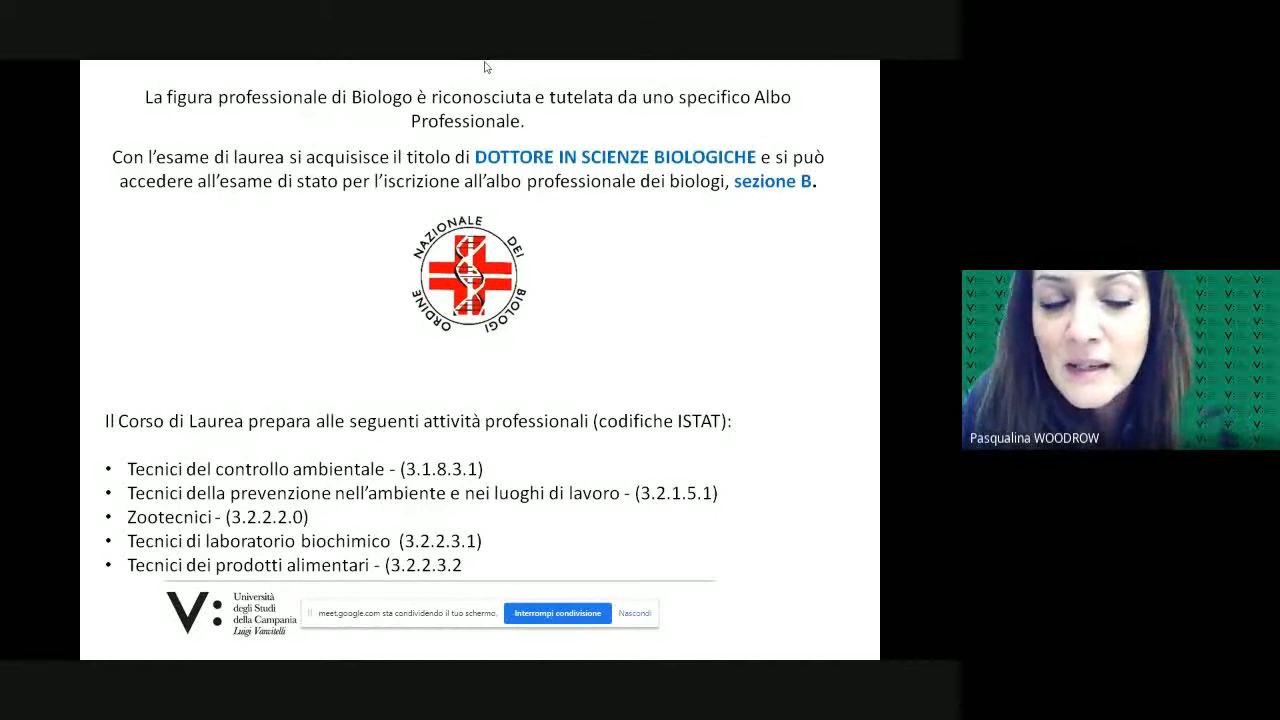 La figura professionale di Biologo è riconosciuta e tutelata da uno specifico Albo
Professionale.
Con l’esame di laurea si acquisisce il titolo di DOTTORE IN SCIENZE BIOLOGICHE e si può
accedere all’esame di stato per l’iscrizione all’albo professionale dei biologi, sezione B.
ORDINE NAZIONALE DEI BIOLOGI
Il Corso di Laurea prepara alle seguenti attività professionali (codifiche ISTAT):
• Tecnici del controllo ambientale - (3.1.8.3.1)
• Tecnici della prevenzione nell’ambiente e nei luoghi di lavoro - (3.2.1.5.1)
• Zootecnici - (3.2.2.2.0)
• Tecnici di laboratorio biochimico (3.2.2.3.1)
• Tecnici dei prodotti alimentari - (3.2.2.3.2
V: Università
degli Studi
della Campania
Luigi Vanvitelli
meet.google.com sta condividendo il tuo schermo. Interrompi condivisione Nascondi
Pasqualina WOODROW